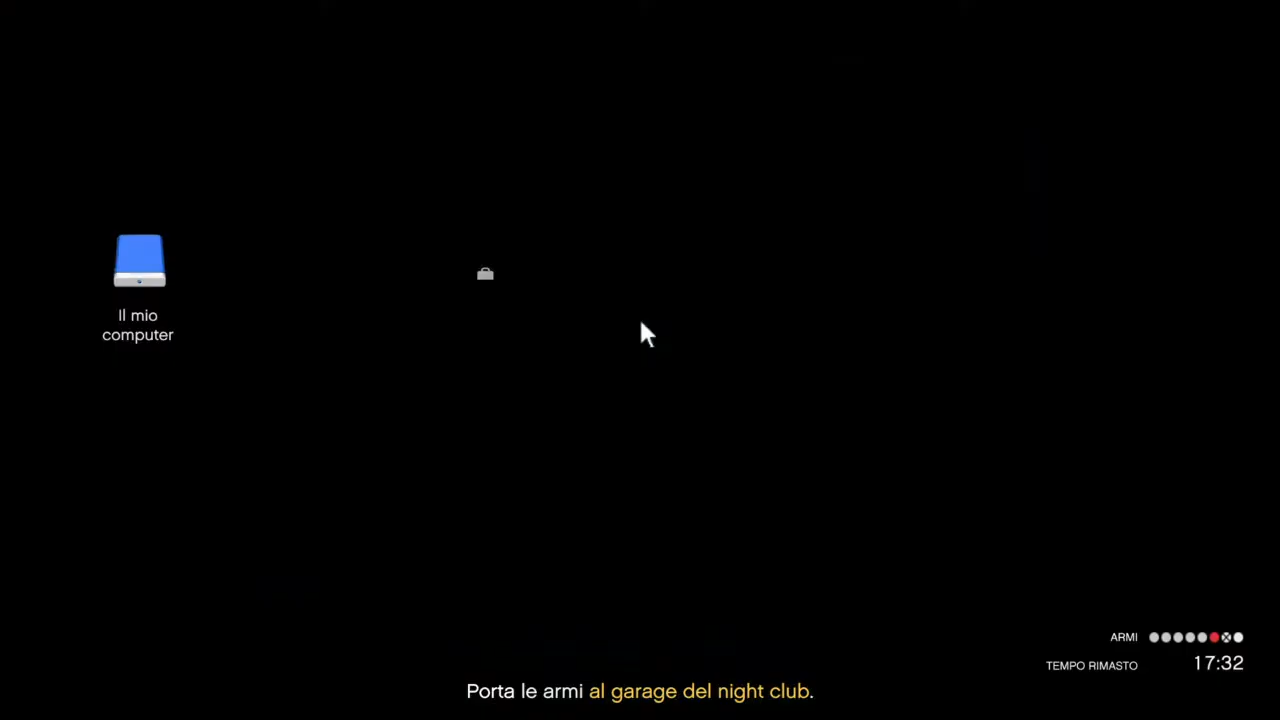 Il mio
computer
ARMI
TEMPO RIMASTO 17:32
Porta le armi al garage del night club.